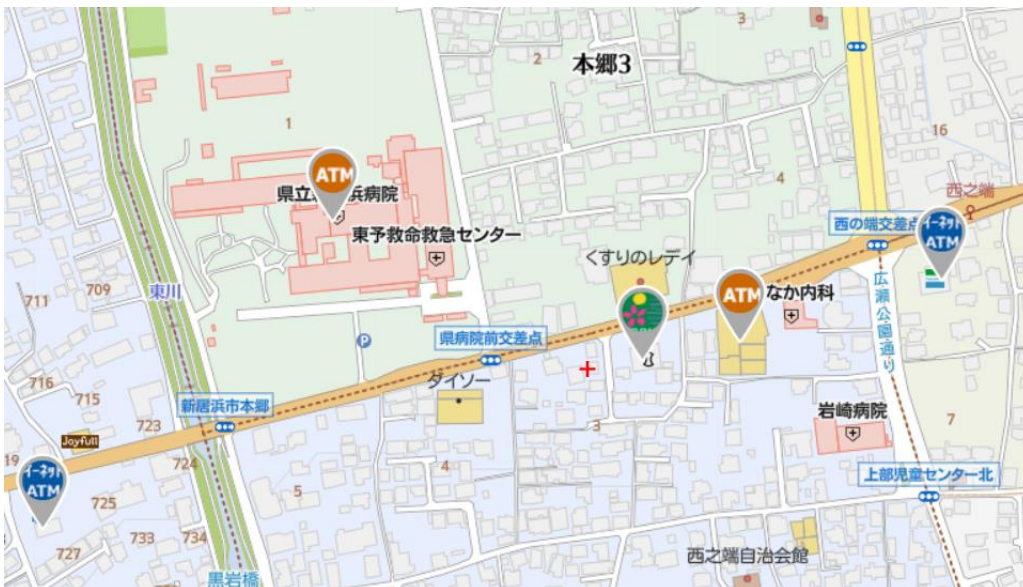 3
2
本郷3
1
16
ATM
4
西之端
県立
浜病院
西の端交差点
イーネット
ATM
東予救命救急センター
くすりのレデイ
711
709
東川
ATM
なか内科
広瀬公園通り
P
県病院前交差点
716
715
ダイソー
新居浜市本郷
岩崎病院
723
3
7
Joyfull
19
724
4
上部児童センター北
イーネット
ATM
725
5
733
734
727
西之端自治会館
黒岩橋